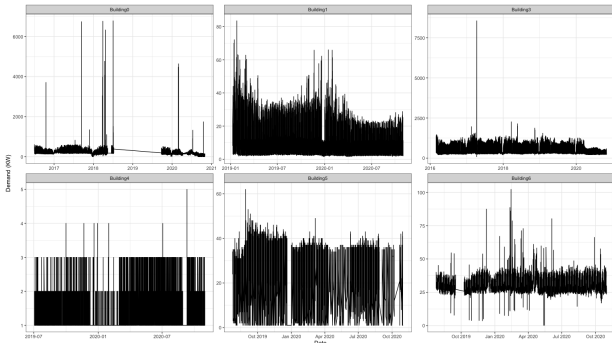 Building0
Building1
Building3
6000
4000
2000
0
2017
2018
2019
2020
2021
80
60
40
20
0
2019-01
2019-07
2020-01
2020-07
7500
5000
2500
0
2016
2018
2020
Demand (KW)
Building4
Building5
Building6
5
4
3
2
1
2019-07
2020-01
2020-07
60
40
20
0
Oct 2019
Jan 2020
Apr 2020
Jul 2020
Oct 2020
100
75
50
25
0
Oct 2019
Jan 2020
Apr 2020
Jul 2020
Oct 2020
Date